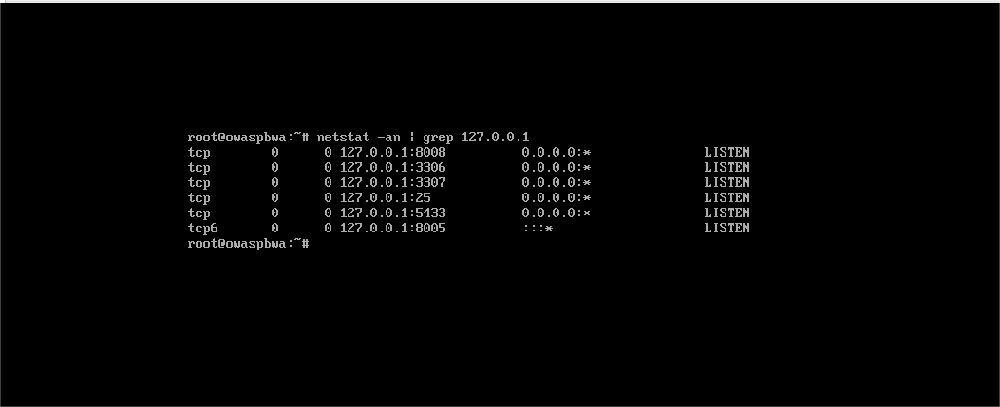 root@owaspbwa:~# netstat -an | grep 127.0.0.1
tcp        0      0 127.0.0.1:8008          0.0.0.0:*               LISTEN
tcp        0      0 127.0.0.1:3306          0.0.0.0:*               LISTEN
tcp        0      0 127.0.0.1:3307          0.0.0.0:*               LISTEN
tcp        0      0 127.0.0.1:25            0.0.0.0:*               LISTEN
tcp        0      0 127.0.0.1:5433          0.0.0.0:*               LISTEN
tcp6       0      0 127.0.0.1:8005          :::*                    LISTEN
root@owaspbwa:~#